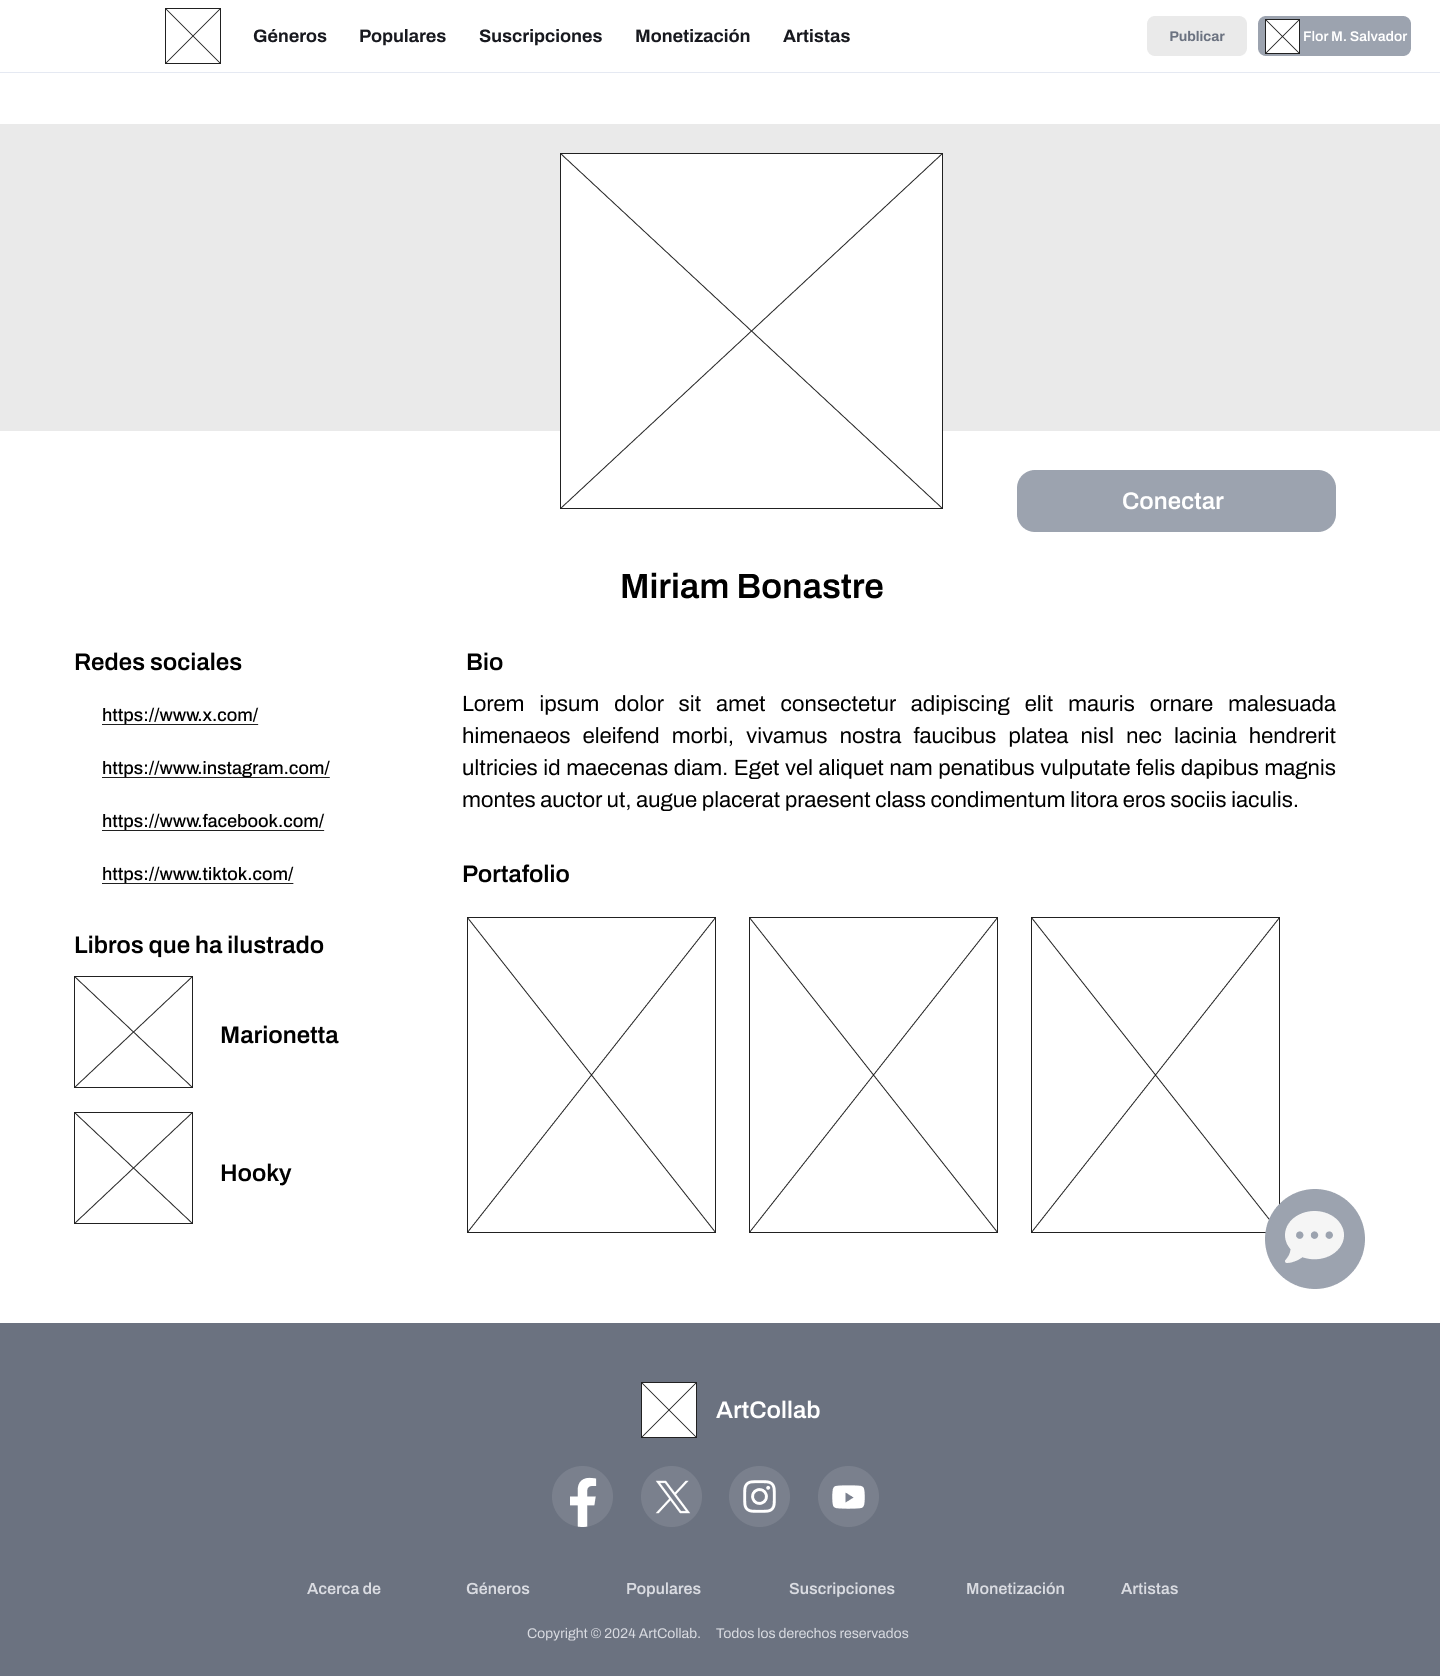 Géneros Populares Suscripciones Monetización Artistas Publicar Flor M. Salvador
Conectar
Miriam Bonastre
Redes sociales
https://www.x.com/
https://www.instagram.com/
https://www.facebook.com/
https://www.tiktok.com/
Libros que ha ilustrado
Marionetta
Hooky
Bio
Lorem ipsum dolor sit amet consectetur adipiscing elit mauris ornare malesuada
himenaeos eleifend morbi, vivamus nostra faucibus platea nisl nec lacinia hendrerit
ultricies id maecenas diam. Eget vel aliquet nam penatibus vulputate felis dapibus magnis
montes auctor ut, augue placerat praesent class condimentum litora eros sociis iaculis.
Portafolio
ArtCollab
Acerca de Géneros Populares Suscripciones Monetización Artistas
Copyright © 2024 ArtCollab. Todos los derechos reservados